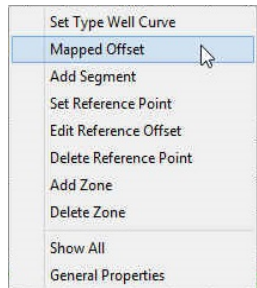 Set Type Well Curve
Mapped Offset
Add Segment
Set Reference Point
Edit Reference Offset
Delete Reference Point
Add Zone
Delete Zone
Show All
General Properties